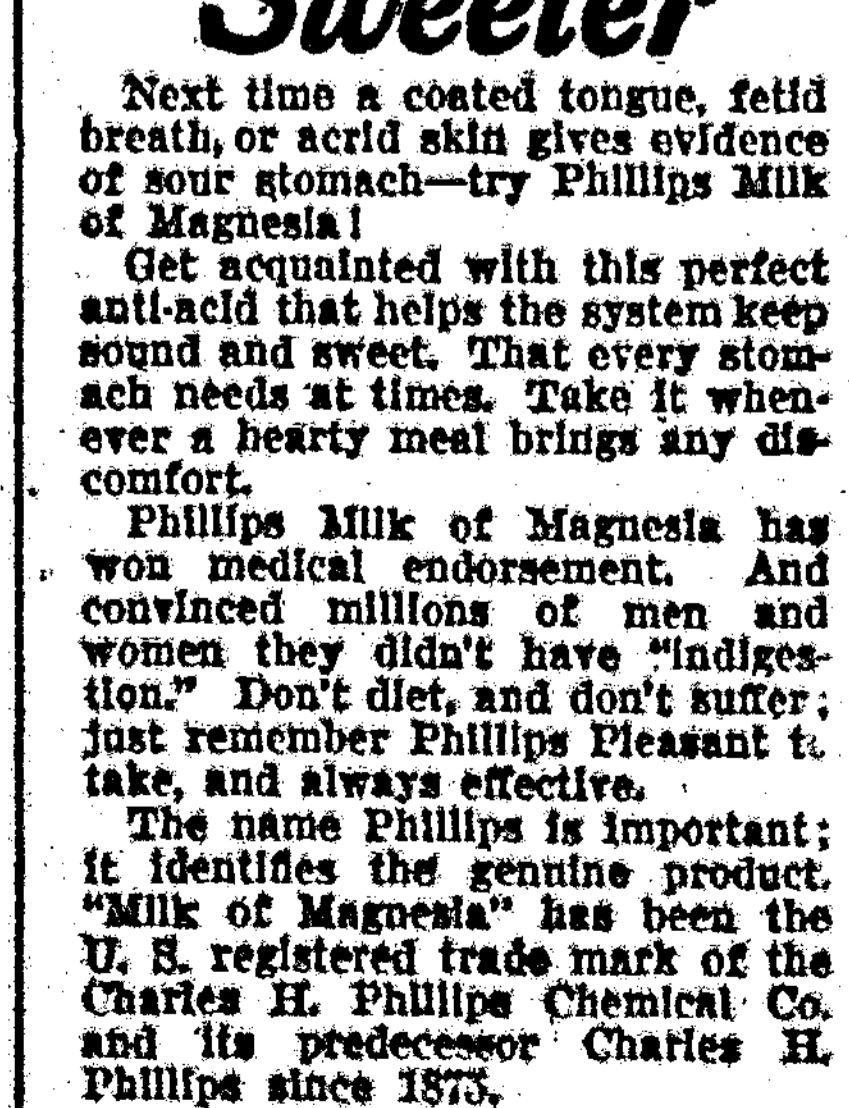 Sweeter
Next time a coated tongue, fetid
breath, or acrid skin gives evidence
of sour stomach—try Phillips Milk
of Magnesia!
Get acquainted with this perfect
anti-acid that helps the system keep
sound and sweet. That every stom-
ach needs at times. Take it when-
ever a hearty meal brings any dis-
comfort.
Phillips Milk of Magnesia has
won medical endorsement. And
convinced millions of men and
women they didn't have "indiges-
tion." Don't diet, and don't suffer;
just remember Phillips Pleasant
take, and always effective.
The name Phillips is important;
it identifies the genuine product.
"Milk of Magnesia" has been the
U. S. registered trade mark of the
Charles H. Phillips Chemical Co.
and its predecessor Charles H.
Phillips since 1875.